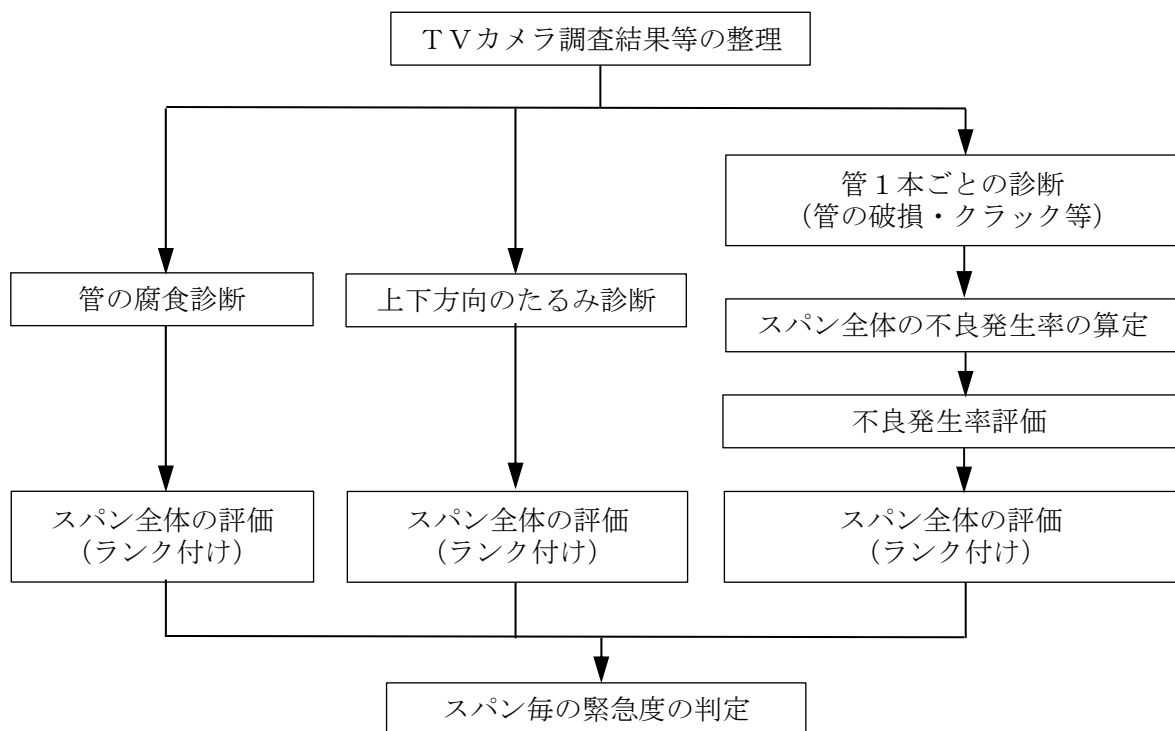 ＴＶカメラ調査結果等の整理
管１本ごとの診断
（管の破損・クラック等）
管の腐食診断
上下方向のたるみ診断
スパン全体の不良発生率の算定
不良発生率評価
スパン全体の評価
（ランク付け）
スパン全体の評価
（ランク付け）
スパン全体の評価
（ランク付け）
スパン毎の緊急度の判定